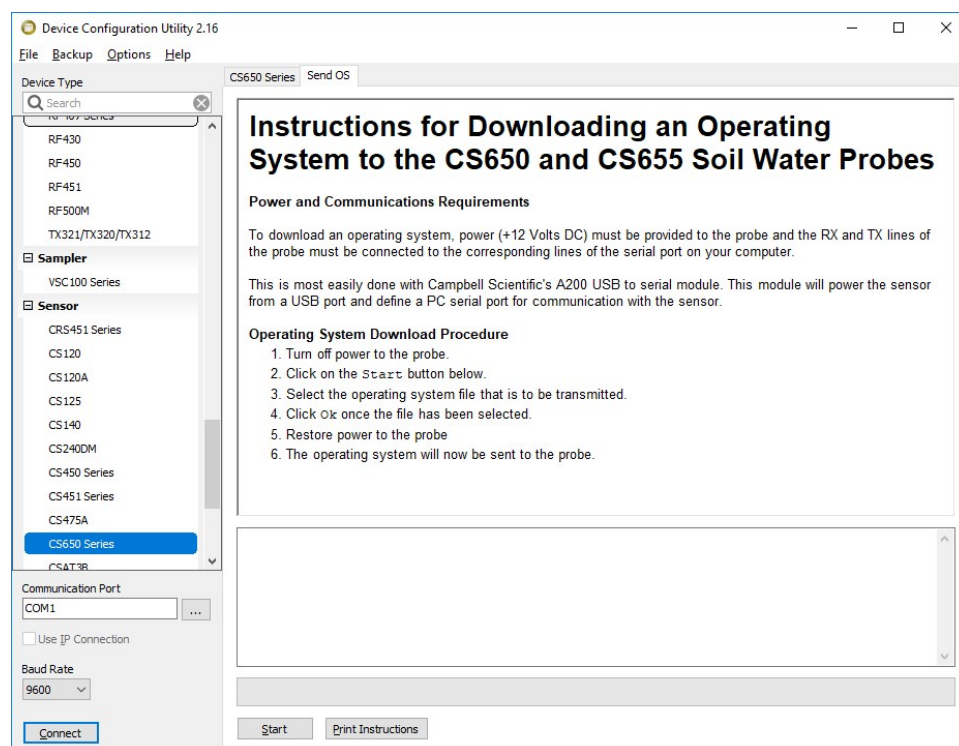 Device Configuration Utility 2.16
File Backup Options Help
Device Type
Search
RF430
RF450
RF451
RF500M
TX321/TX320/TX312
Sampler
VSC100 Series
Sensor
CRS451 Series
CS120
CS120A
CS125
CS140
CS240DM
CS450 Series
CS451 Series
CS475A
CS650 Series
CSAT3B
Communication Port
COM1
...
Use IP Connection
Baud Rate
9600
Connect
CS650 Series Send OS
Instructions for Downloading an Operating
System to the CS650 and CS655 Soil Water Probes
Power and Communications Requirements
To download an operating system, power (+12 Volts DC) must be provided to the probe and the RX and TX lines of
the probe must be connected to the corresponding lines of the serial port on your computer.
This is most easily done with Campbell Scientific's A200 USB to serial module. This module will power the sensor
from a USB port and define a PC serial port for communication with the sensor.
Operating System Download Procedure
1. Turn off power to the probe.
2. Click on the Start button below.
3. Select the operating system file that is to be transmitted.
4. Click Ok once the file has been selected.
5. Restore power to the probe
6. The operating system will now be sent to the probe.
Start Print Instructions